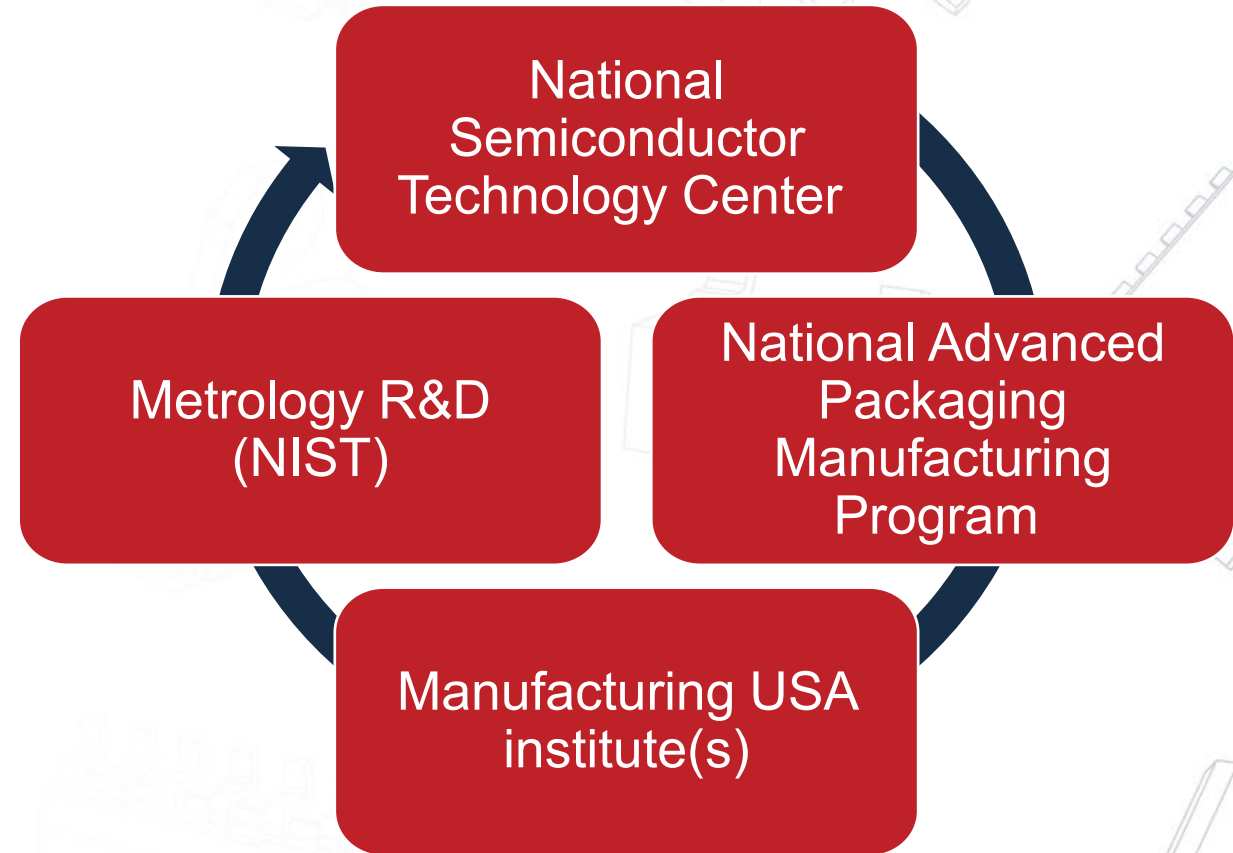 National
Semiconductor
Technology Center
Metrology R&D
(NIST)
National Advanced
Packaging
Manufacturing
Program
Manufacturing USA
institute(s)